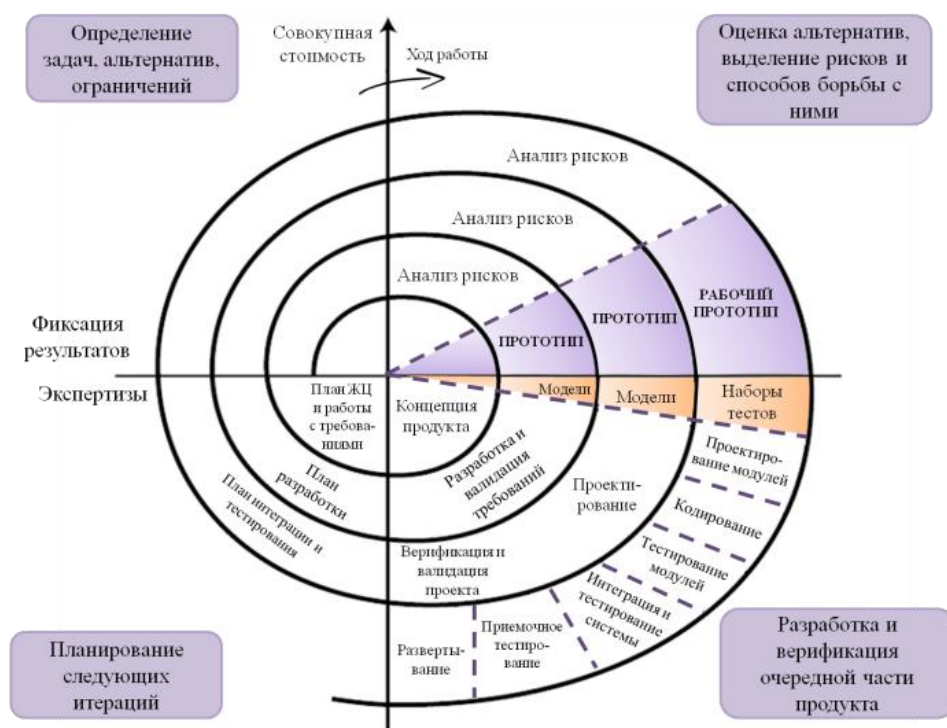 Определение
задач, альтернатив,
ограничений
Совокупная
стоимость
Ход работы
Оценка альтернатив,
выделение рисков и
способов борьбы с
ними
Анализ рисков
Анализ рисков
Анализ рисков
РАБОЧИЙ
ПРОТОТИП
ПРОТОТИП
ПРОТОТИП
Фиксация
результатов
Экспертизы
План ЖЦ
и работы
с требова-
ниями
Концепция
продукта
Модели
Модели
Наборы
тестов
План
разработки
Разработка и
валидация
требований
Проекти-
рование
Проектиро-
вание модулей
План интеграции и
тестирования
Кодирование
Верификация и
валидация
проекта
Тестирование
модулей
Интеграция и
тестирование
системы
Приемочное
тестиро-
вание
Разверты-
вание
Планирование
следующих
итераций
Разработка и
верификация
очередной части
продукта